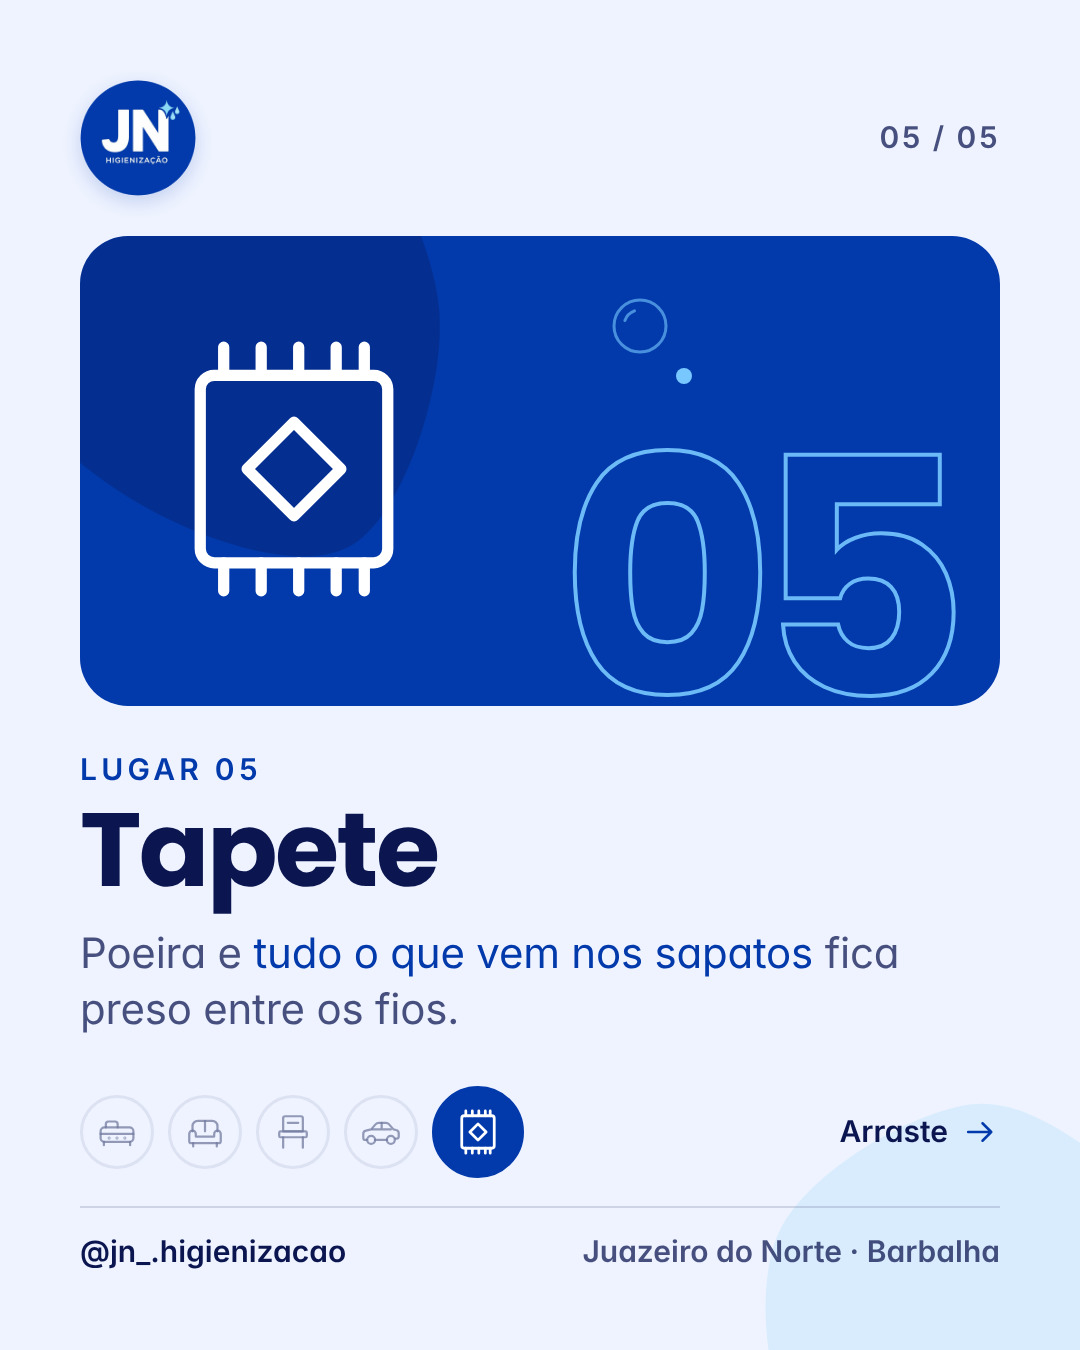 JN
HIGIENIZAÇÃO
05 / 05
05
LUGAR 05
Tapete
Poeira e tudo o que vem nos sapatos fica
preso entre os fios.
Arraste →
@jn_.higienizacao
Juazeiro do Norte · Barbalha